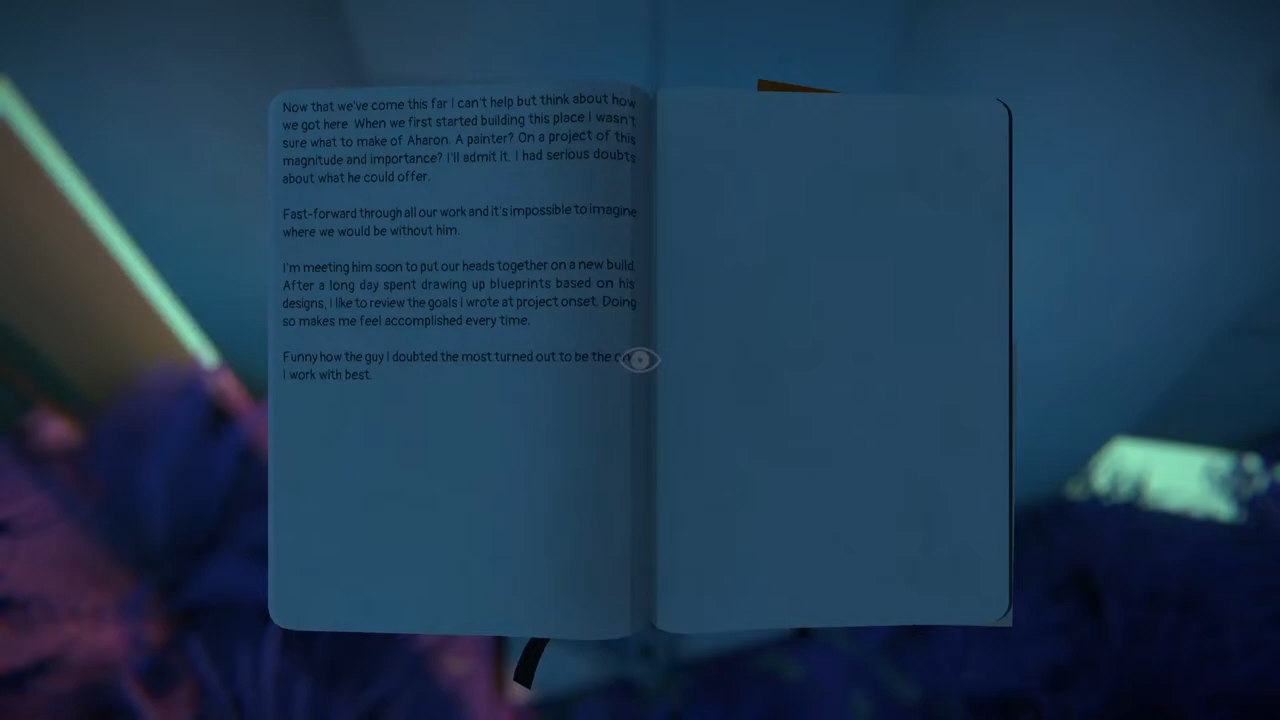 Now that we've come this far I can't help but think about how
we got here. When we first started building this place I wasn't
sure what to make of Aharon. A painter? On a project of this
magnitude and importance? I'll admit it. I had serious doubts
about what he could offer.
Fast-forward through all our work and it's impossible to imagine
where we would be without him.
I'm meeting him soon to put our heads together on a new build.
After a long day spent drawing up blueprints based on his
designs, I like to review the goals I wrote at project onset. Doing
so makes me feel accomplished every time.
Funny how the guy I doubted the most turned out to be the
I work with best.